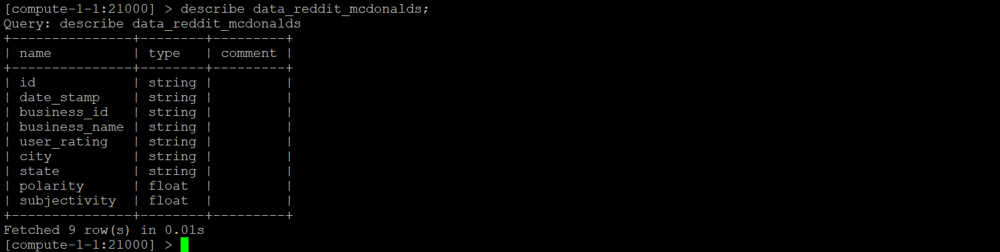 [compute-1-1:21000] > describe data_reddit_mcdonalds;
Query: describe data_reddit_mcdonalds
+---------------+--------+---------+
| name          | type   | comment |
+---------------+--------+---------+
| id            | string |         |
| date_stamp    | string |         |
| business_id   | string |         |
| business_name | string |         |
| user_rating   | string |         |
| city          | string |         |
| state         | string |         |
| polarity      | float  |         |
| subjectivity  | float  |         |
+---------------+--------+---------+
Fetched 9 row(s) in 0.01s
[compute-1-1:21000] >